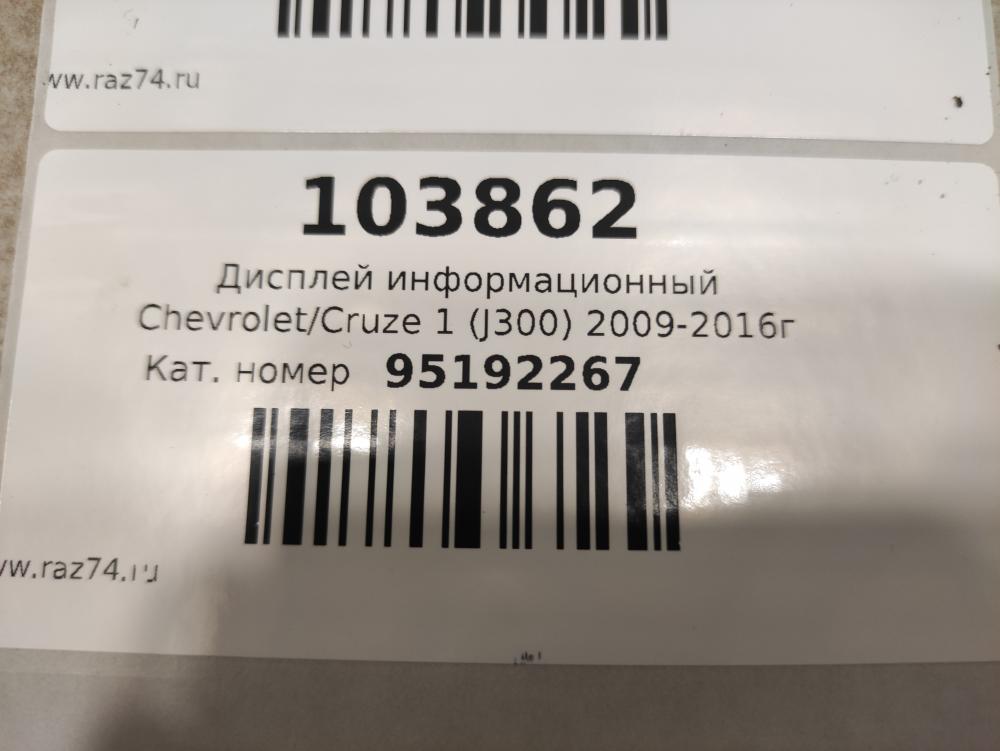 ww.raz74.ru
103862
Дисплей информационный
Chevrolet/Cruze 1 (J300) 2009-2016г
Кат. номер 95192267
ww.raz74.ru